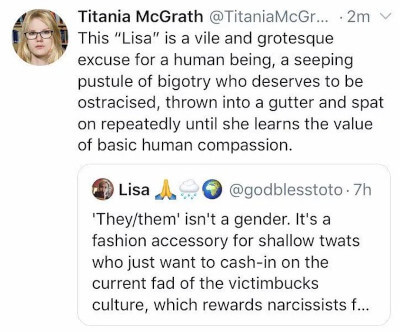 Titania McGrath @TitaniaMcGr... · 2m
This “Lisa” is a vile and grotesque
excuse for a human being, a seeping
pustule of bigotry who deserves to be
ostracised, thrown into a gutter and spat
on repeatedly until she learns the value
of basic human compassion.
Lisa 🙏🌧️🌍 @godblesstoto · 7h
'They/them' isn't a gender. It's a
fashion accessory for shallow twats
who just want to cash-in on the
current fad of the victimbucks
culture, which rewards narcissists f...